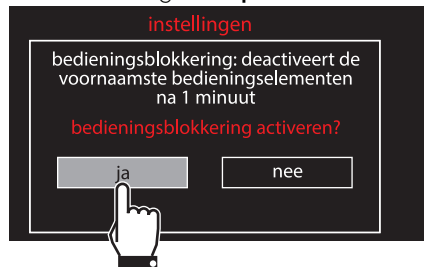 instellingen
bedieningsblokkering: deactiveert de
voornaamste bedieningselementen
na 1 minuut
bedieningsblokkering activeren?
ja
nee